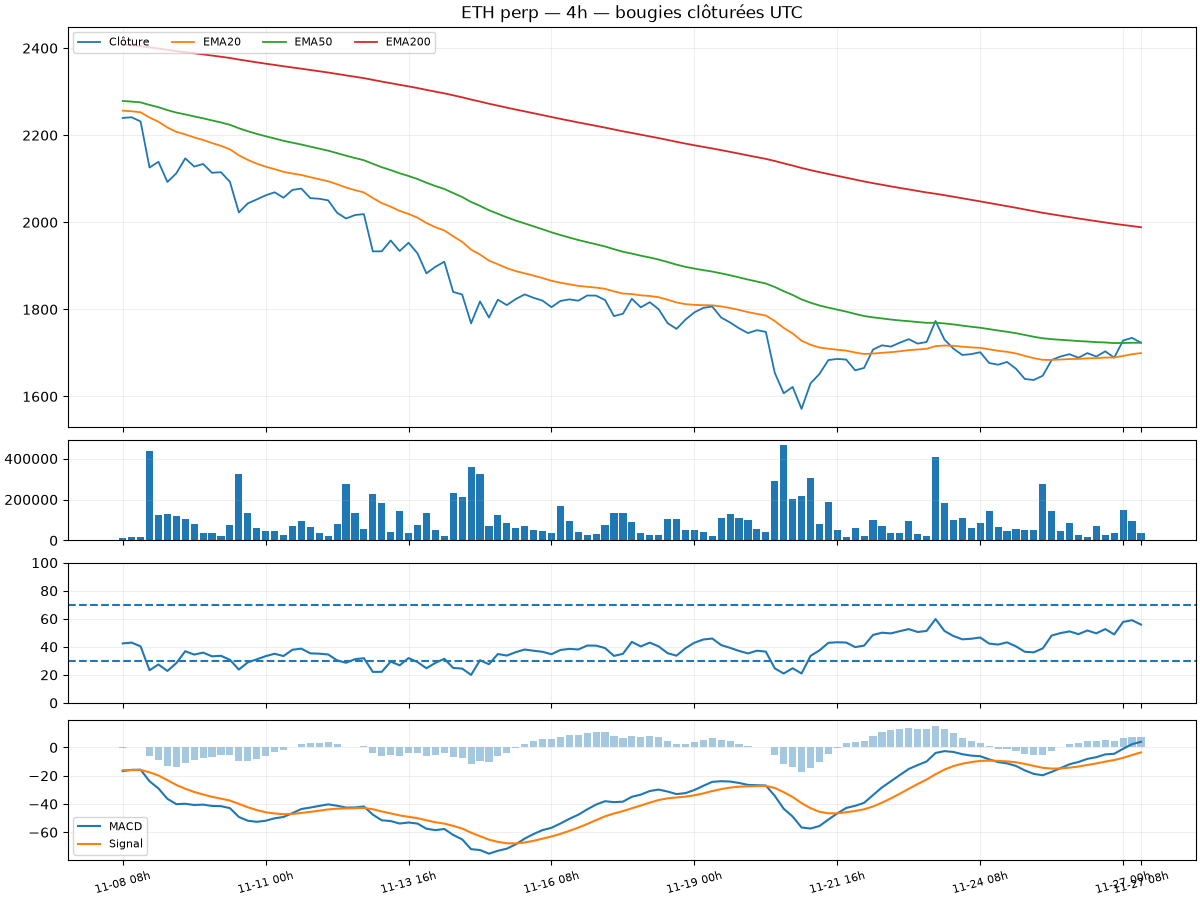 ETH perp — 4h — bougies clôturées UTC
Clôture EMA20 EMA50 EMA200
2400
2200
2000
1800
1600
400000
200000
0
100
80
60
40
20
0
0
−20
−40
−60
MACD
Signal
11-08 08h
11-11 00h
11-13 16h
11-16 08h
11-19 00h
11-21 16h
11-24 08h
11-27 00h
11-27 08h